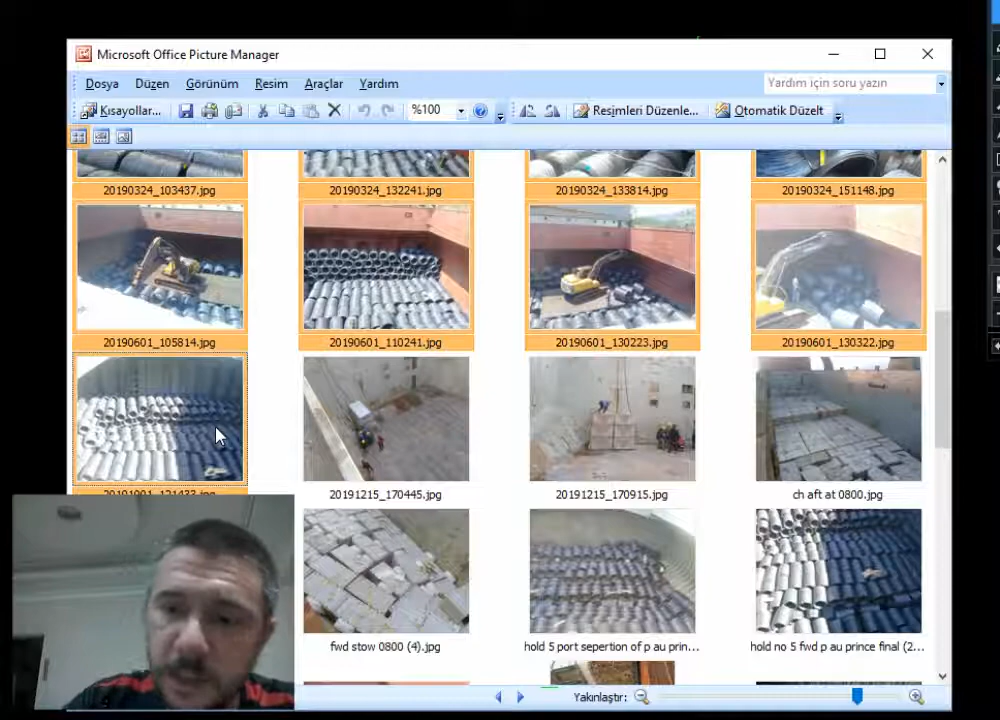 Microsoft Office Picture Manager
Dosya Düzen Görünüm Resim Araçlar Yardım
Yardım için soru yazın
Kısayollar... %100 Resimleri Düzenle... Otomatik Düzelt
20190324_103437.jpg 20190324_132241.jpg 20190324_133814.jpg 20190324_151148.jpg
20190601_105814.jpg 20190601_110241.jpg 20190601_130223.jpg 20190601_130322.jpg
20191215_170445.jpg 20191215_170915.jpg ch aft at 0800.jpg
fwd stow 0800 (4).jpg hold 5 port sepertion of p au prin... hold no 5 fwd p au prince final (2...
Yakınlaştır: